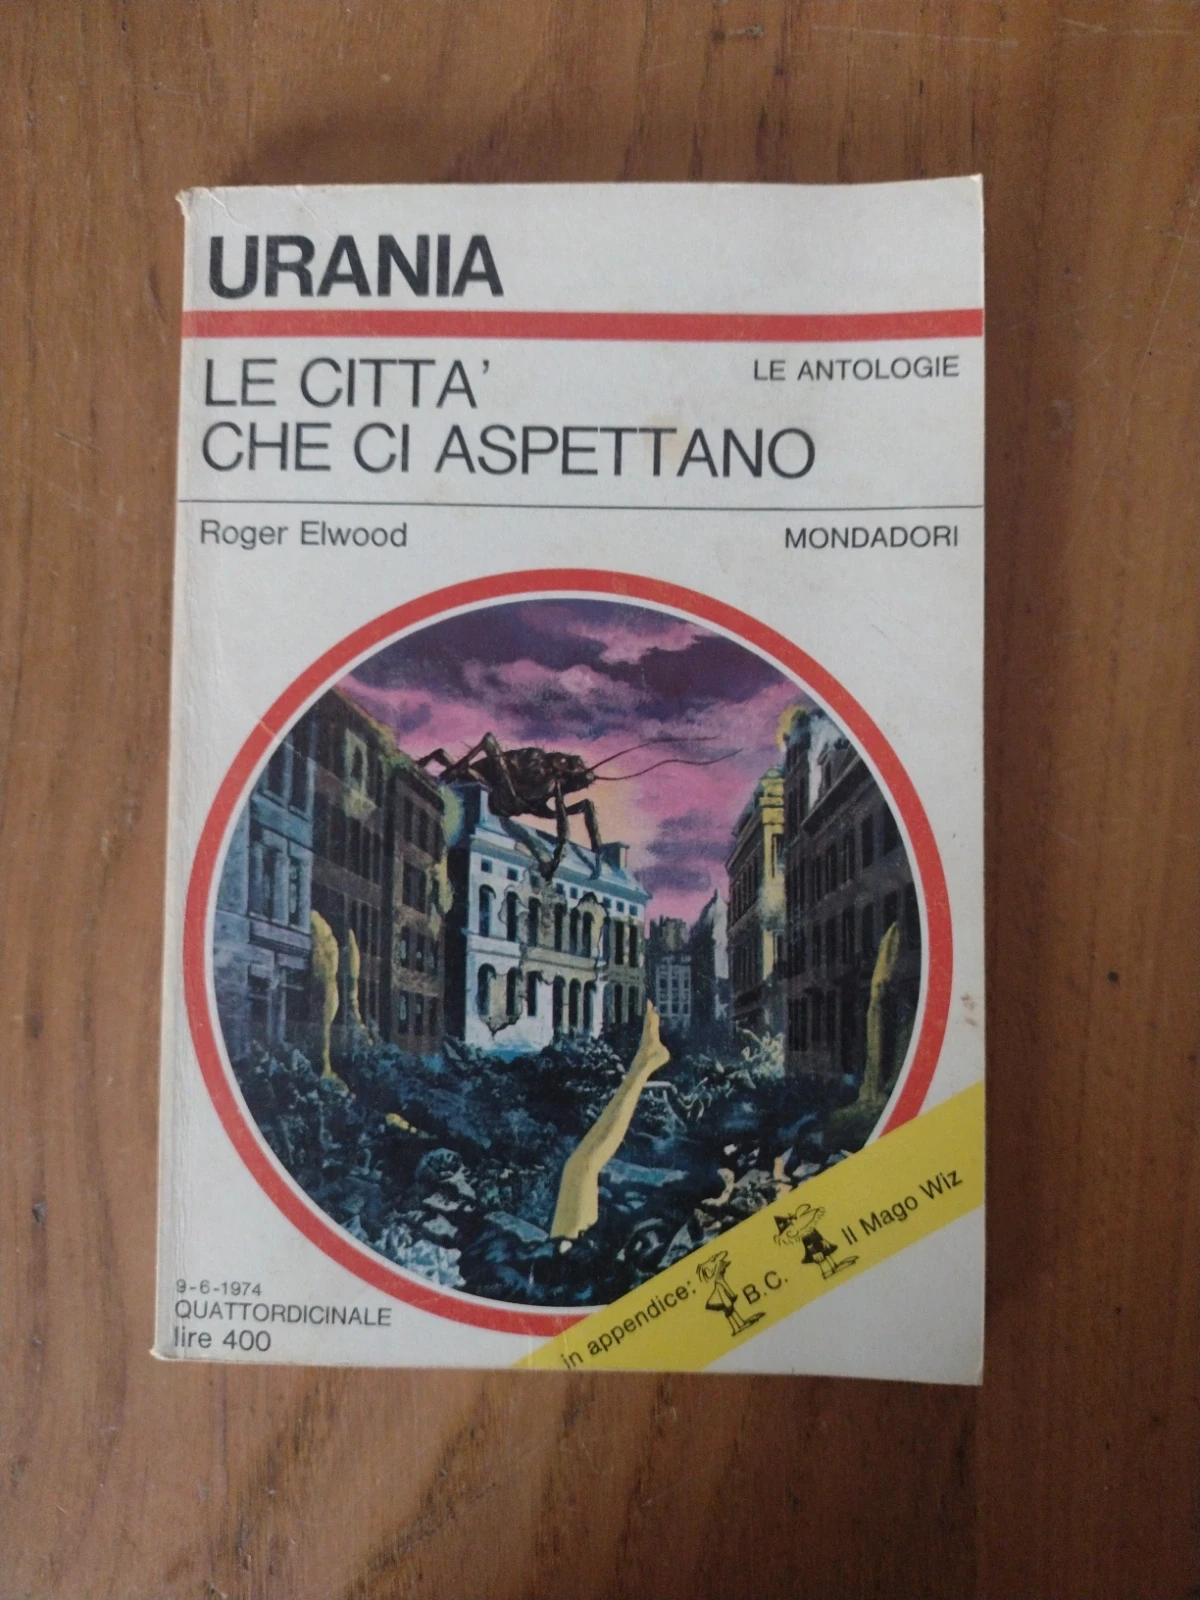 URANIA
LE CITTA'
CHE CI ASPETTANO
LE ANTOLOGIE
Roger Elwood
MONDADORI
9-6-1974
QUATTORDICINALE
lire 400
in appendice: B.C. Il Mago Wiz